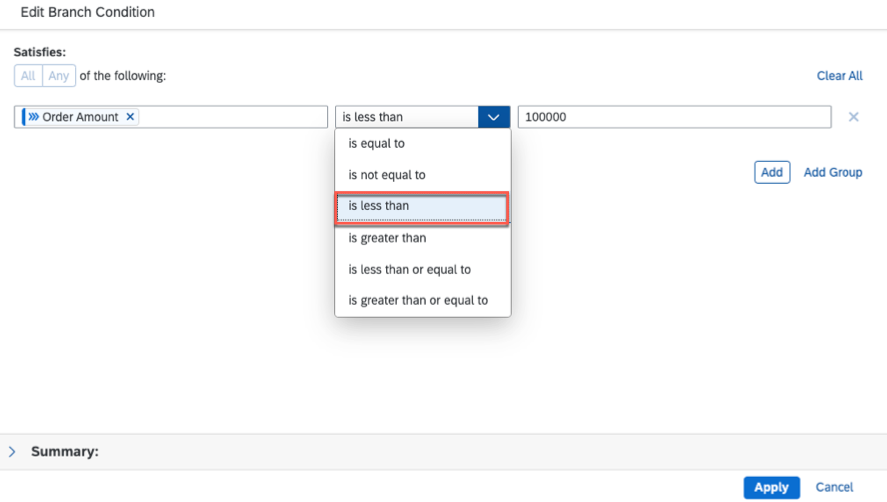 Edit Branch Condition
Satisfies:
All Any of the following:
Clear All
Order Amount
is less than
100000
is equal to
is not equal to
Add
Add Group
is less than
is greater than
is less than or equal to
is greater than or equal to
Summary:
Apply
Cancel